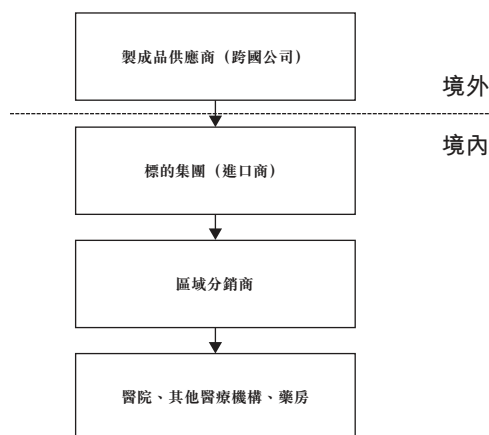 製成品供應商（跨國公司）
境外
境內
標的集團（進口商）
區域分銷商
醫院、其他醫療機構、藥房